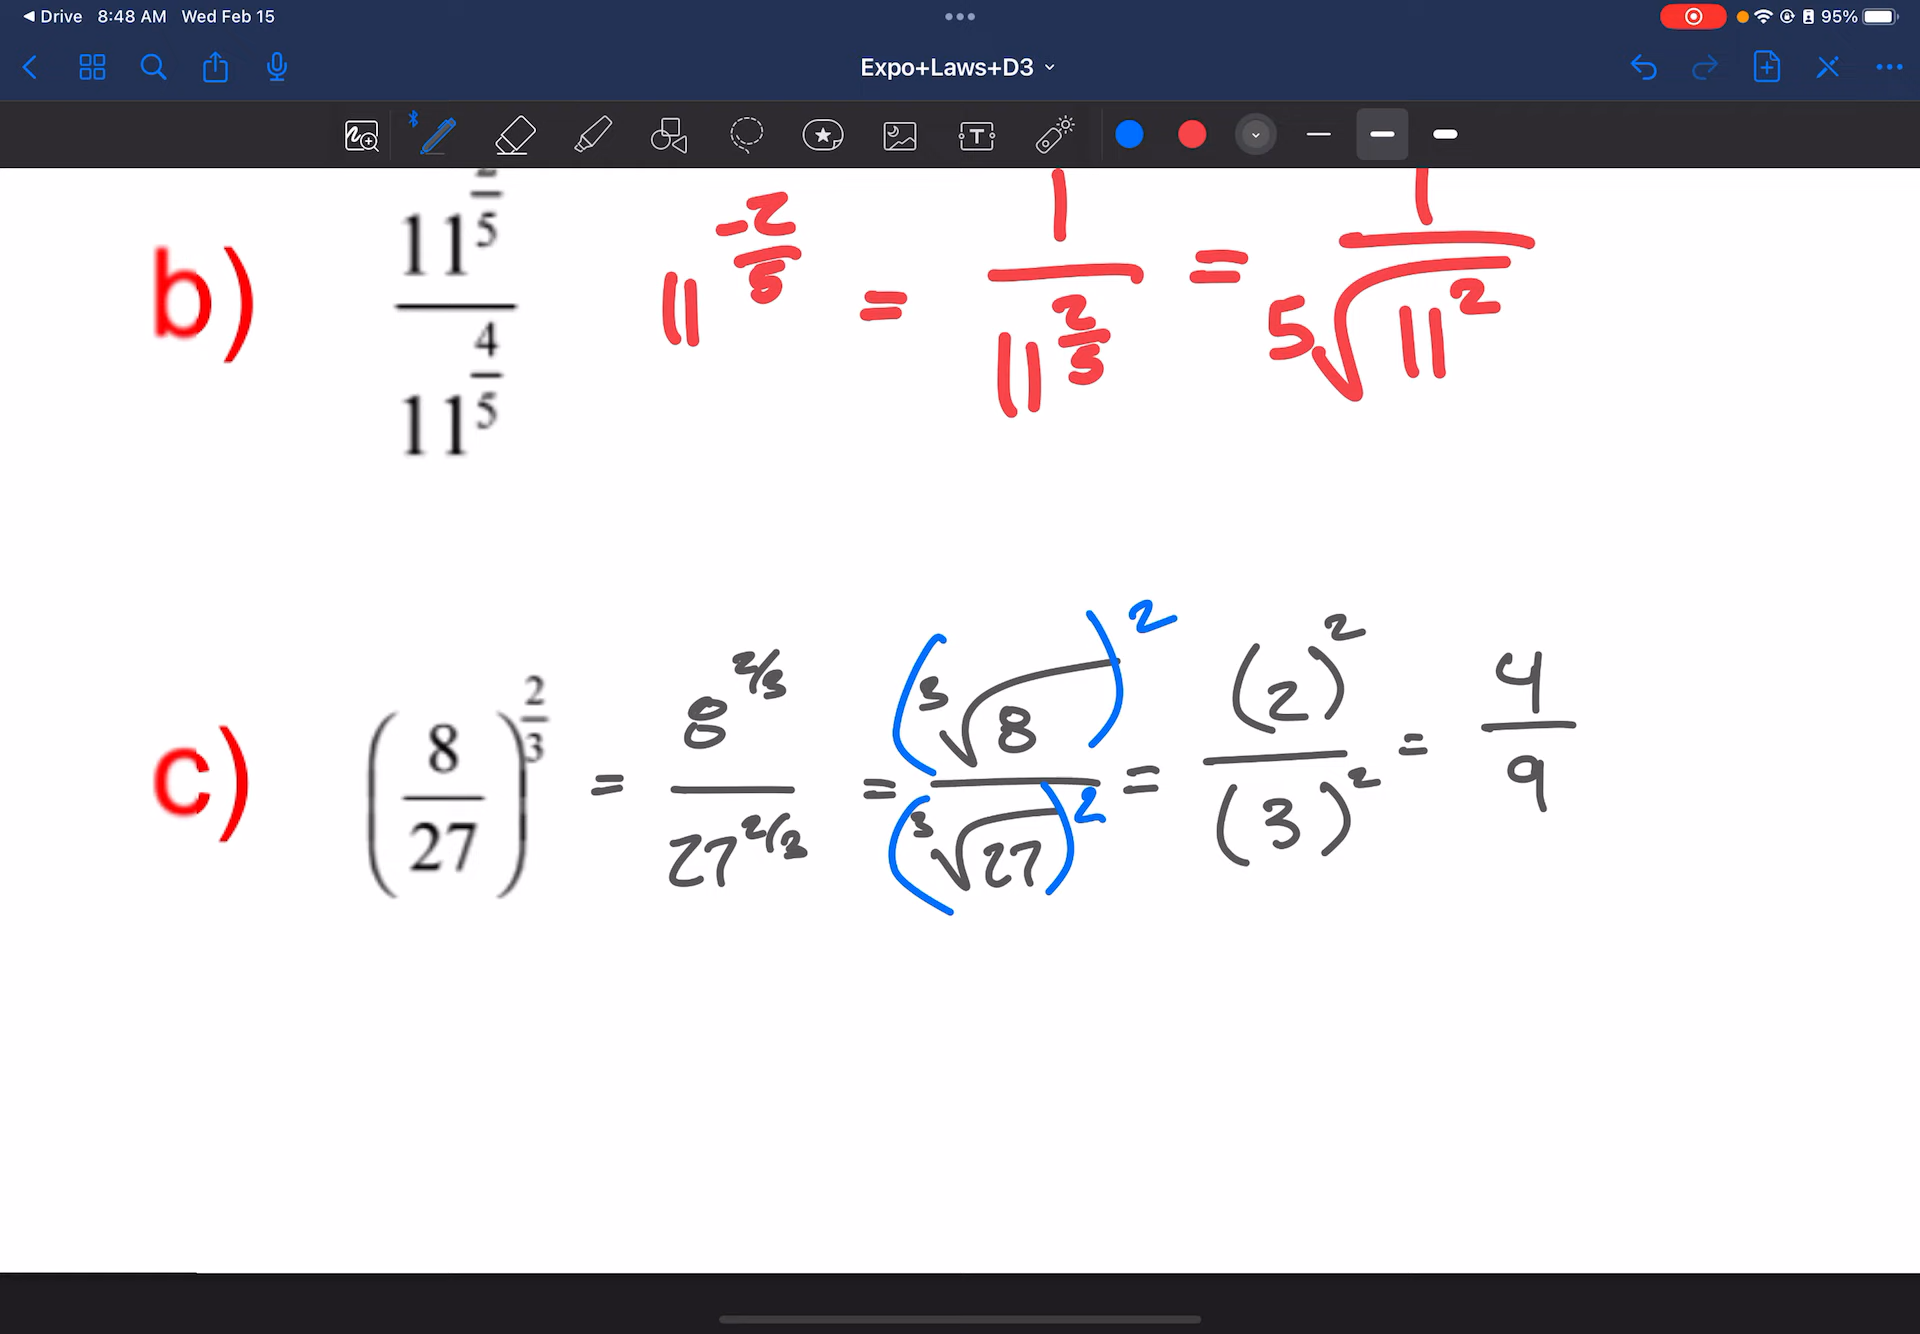 Drive 8:48 AM Wed Feb 15 95%
Expo+Laws+D3
b) 11^(2/5) / 11^(4/5) 11^(-2/5) = 1 / 11^(2/5) = 1 / ⁵√(11²)
c) (8/27)^(2/3) = 8^(2/3) / 27^(2/3) = (³√8)² / (³√27)² = (2)² / (3)² = 4/9